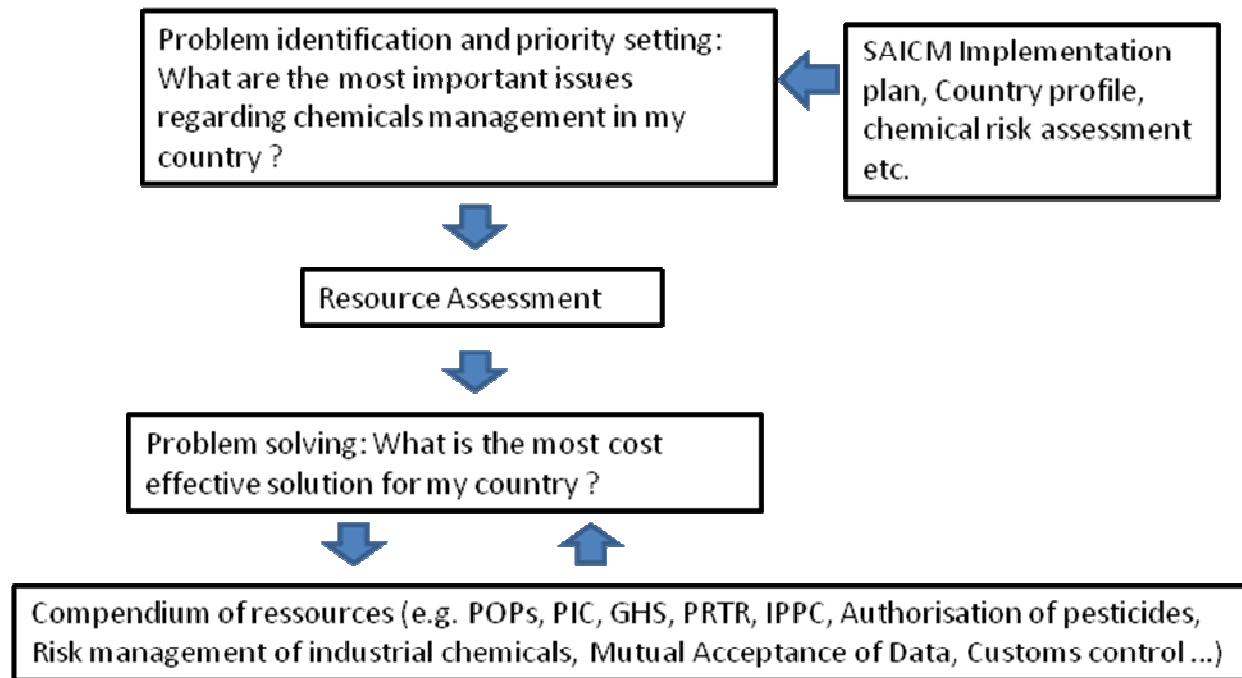 Problem identification and priority setting:
What are the most important issues
regarding chemicals management in my
country ?
SAICM Implementation
plan, Country profile,
chemical risk assessment
etc.
Resource Assessment
Problem solving: What is the most cost
effective solution for my country ?
Compendium of ressources (e.g. POPs, PIC, GHS, PRTR, IPPC, Authorisation of pesticides,
Risk management of industrial chemicals, Mutual Acceptance of Data, Customs control ...)